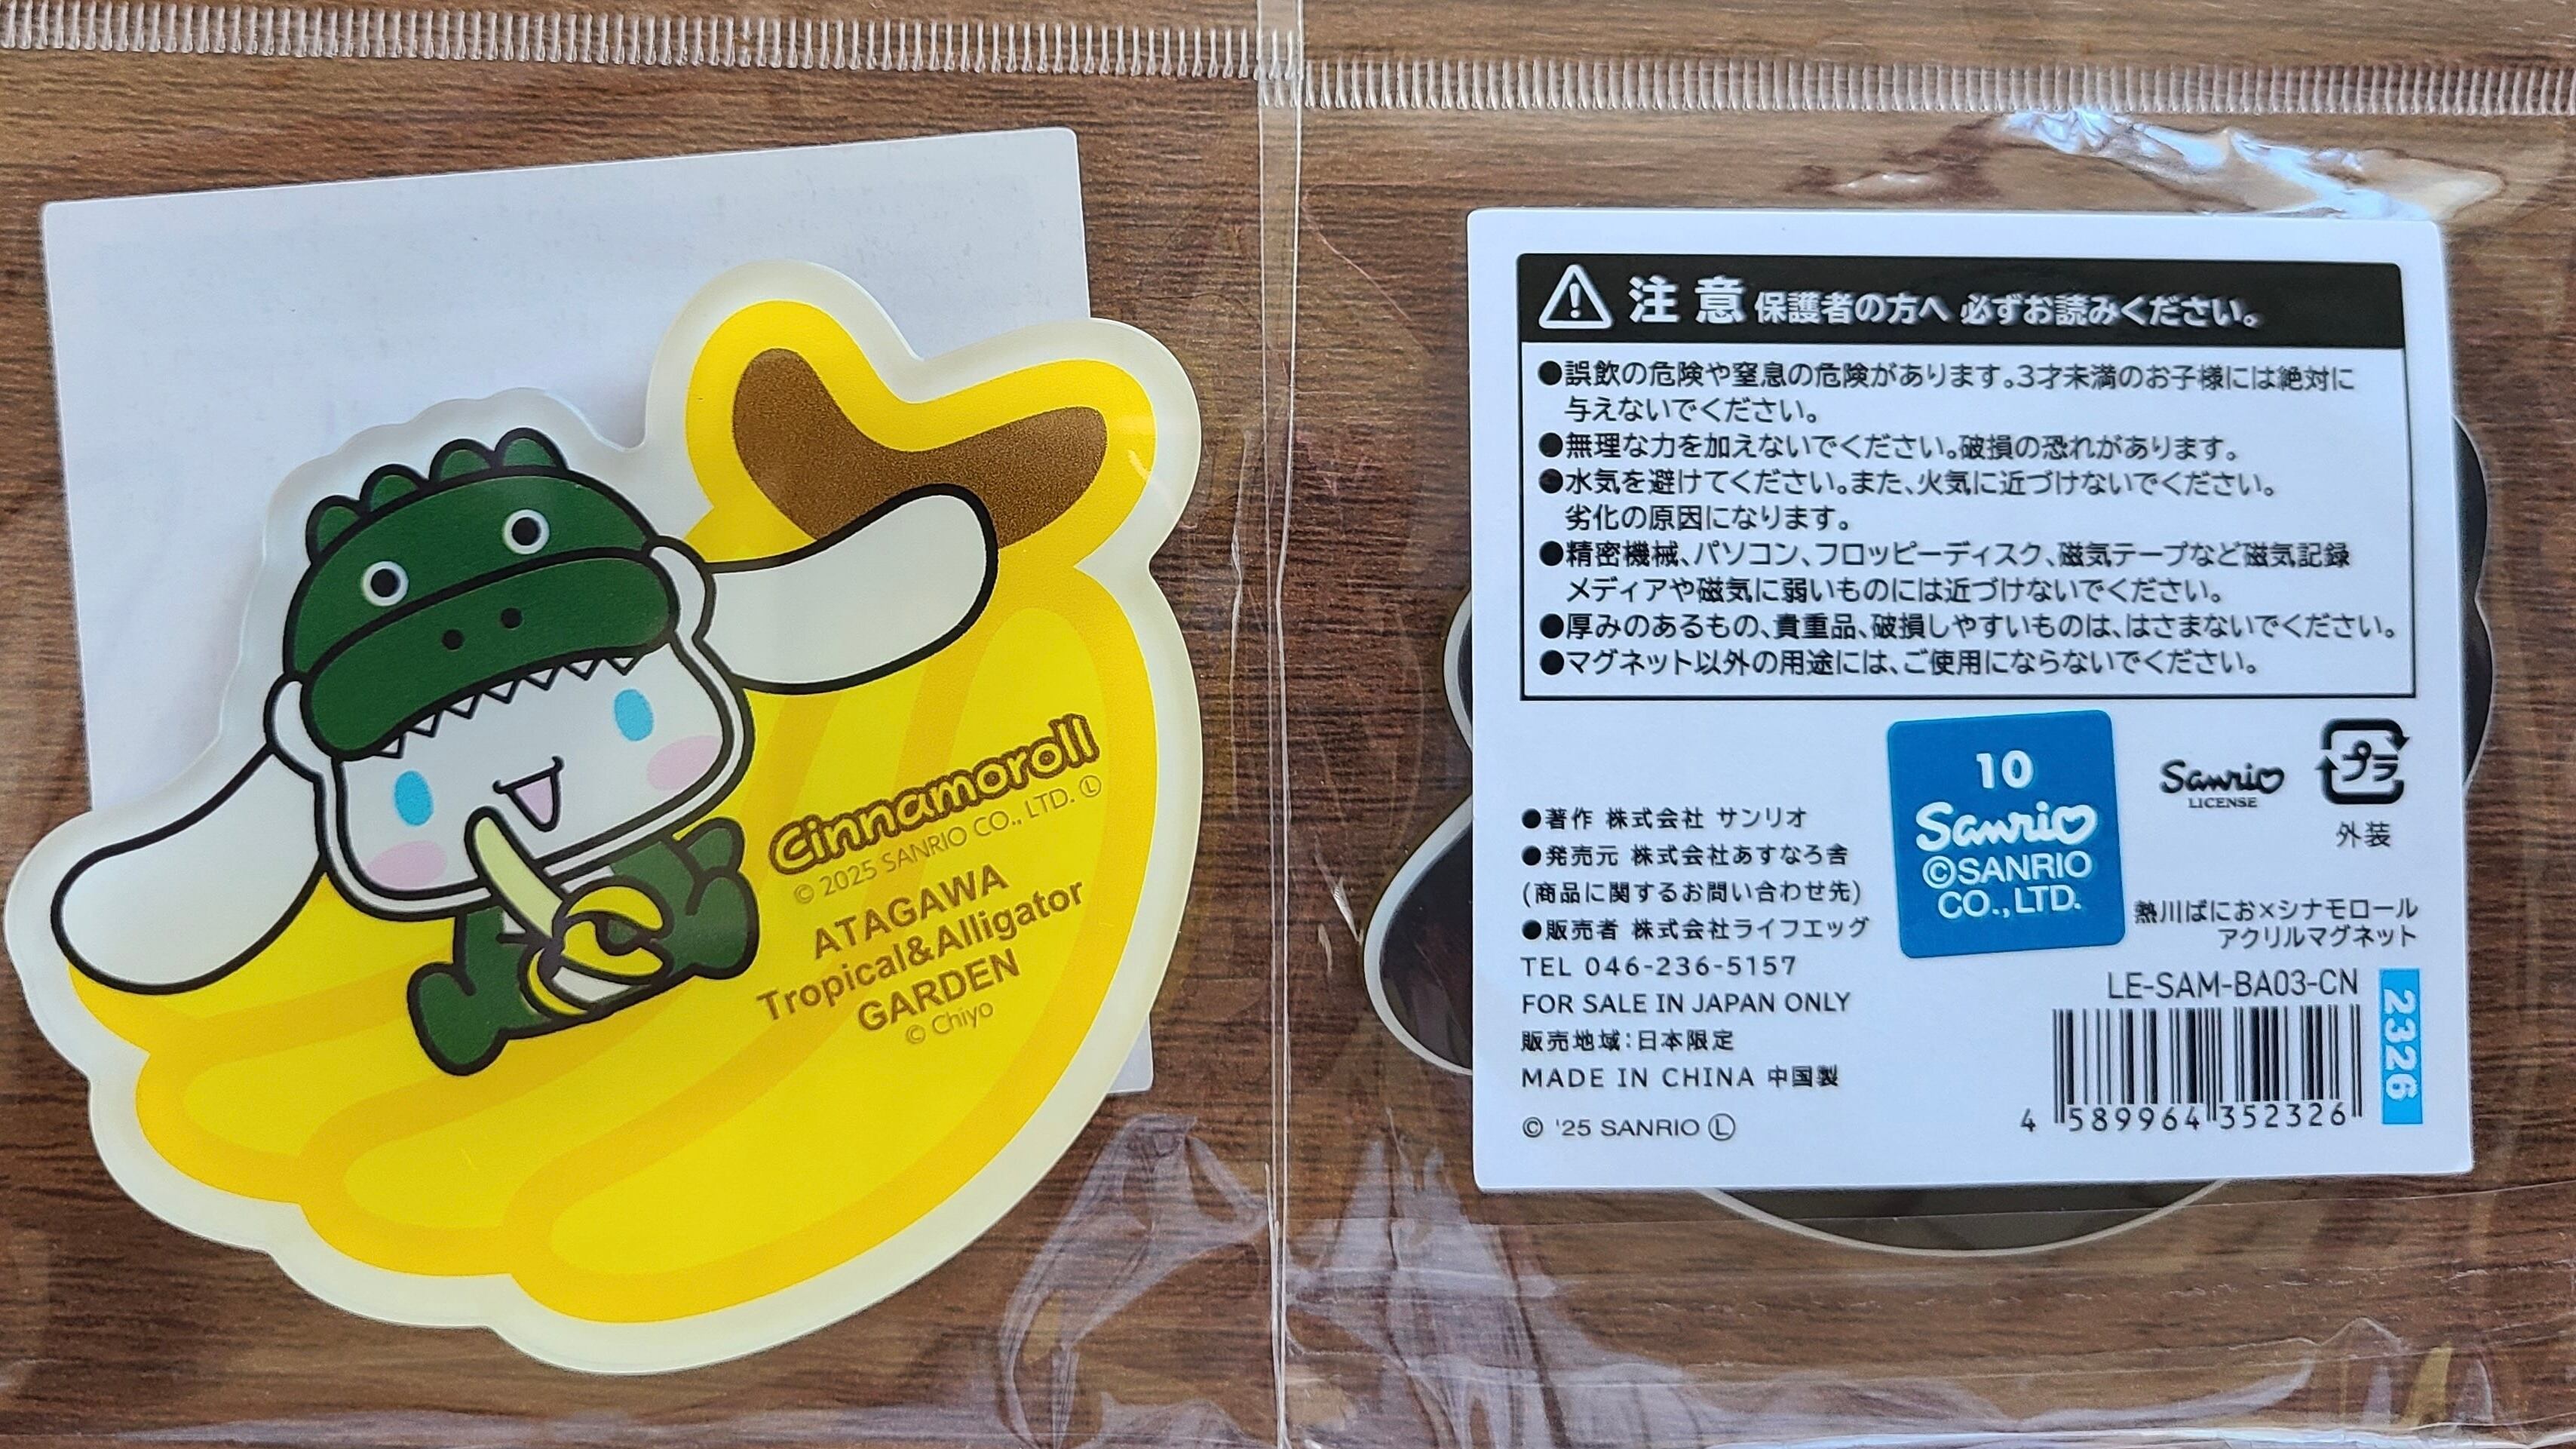 Cinnamoroll
© 2025 SANRIO CO., LTD. Ⓛ
ATAGAWA
Tropical&Alligator
GARDEN
© Chiyo
注意 保護者の方へ 必ずお読みください。
●誤飲の危険や窒息の危険があります。3才未満のお子様には絶対に
与えないでください。
●無理な力を加えないでください。破損の恐れがあります。
●水気を避けてください。また、火気に近づけないでください。
劣化の原因になります。
●精密機械、パソコン、フロッピーディスク、磁気テープなど磁気記録
メディアや磁気に弱いものには近づけないでください。
●厚みのあるもの、貴重品、破損しやすいものは、はさまないでください。
●マグネット以外の用途には、ご使用にならないでください。
●著作 株式会社 サンリオ
●発売元 株式会社あすなろ舎
(商品に関するお問い合わせ先)
●販売者 株式会社ライフエッグ
TEL 046-236-5157
FOR SALE IN JAPAN ONLY
販売地域:日本限定
MADE IN CHINA 中国製
© '25 SANRIO Ⓛ
10
Sanrio
©SANRIO
CO.,LTD.
Sanrio
LICENSE
プラ
外装
熱川ばにお×シナモロール
アクリルマグネット
LE-SAM-BA03-CN
4 589964 352326
2326